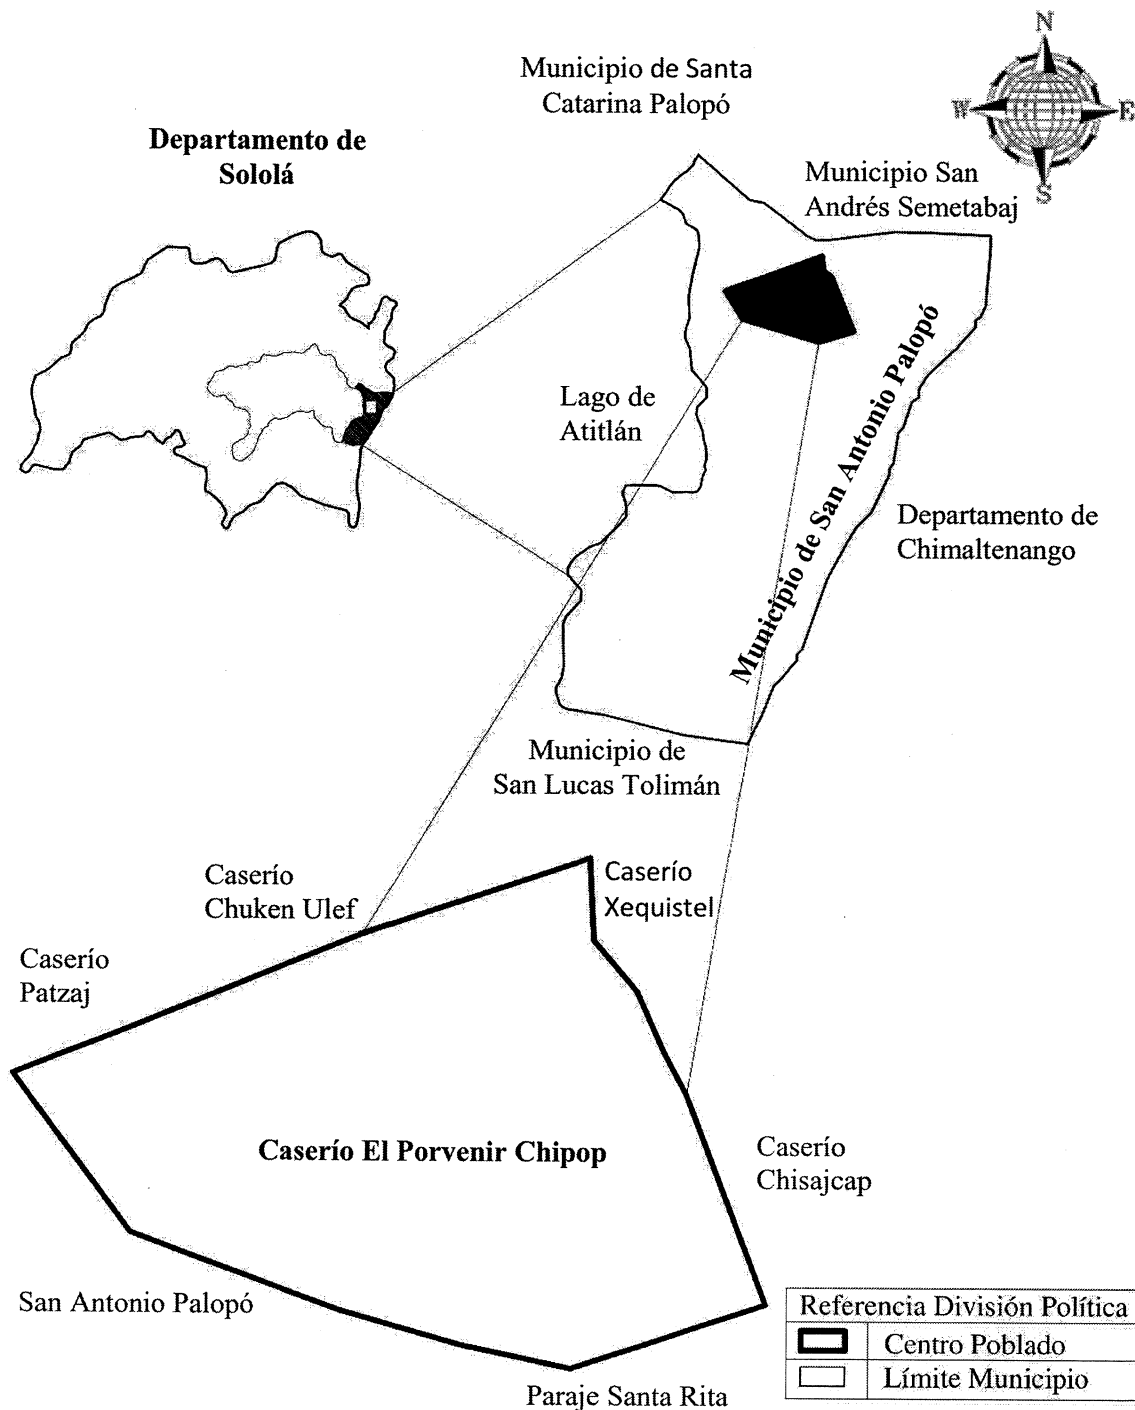 N
Municipio de Santa
Catarina Palopó
W
E
Departamento de
Sololá
S
Municipio San
Andrés Semetabaj
Municipio de San Antonio Palopó
Lago de
Atitlán
Departamento de
Chimaltenango
Municipio de
San Lucas Tolimán
Caserío
Chuken Ulef
Caserío
Xequistel
Caserío
Patzaj
Caserío El Porvenir Chipop
Caserío
Chisajcap
San Antonio Palopó
Paraje Santa Rita
Referencia División Política
Centro Poblado
Límite Municipio